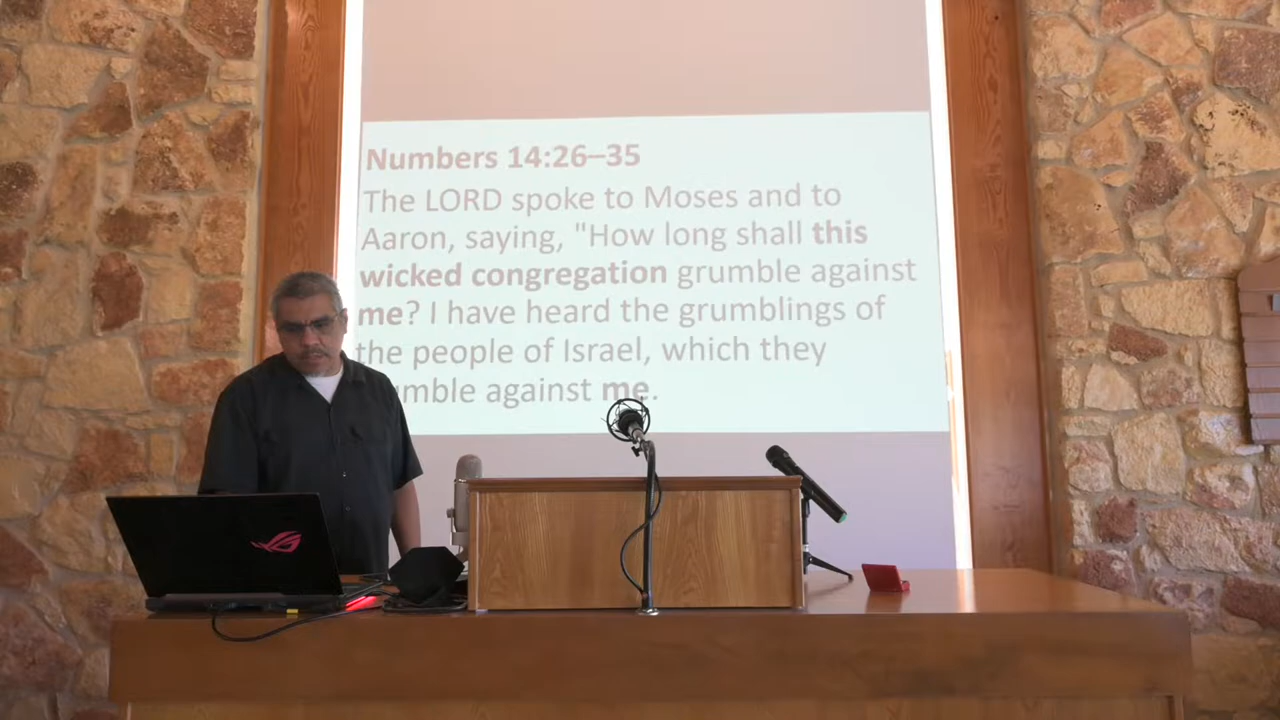 Numbers 14:26–35
The LORD spoke to Moses and to
Aaron, saying, "How long shall this
wicked congregation grumble against
me? I have heard the grumblings of
the people of Israel, which they
against me.